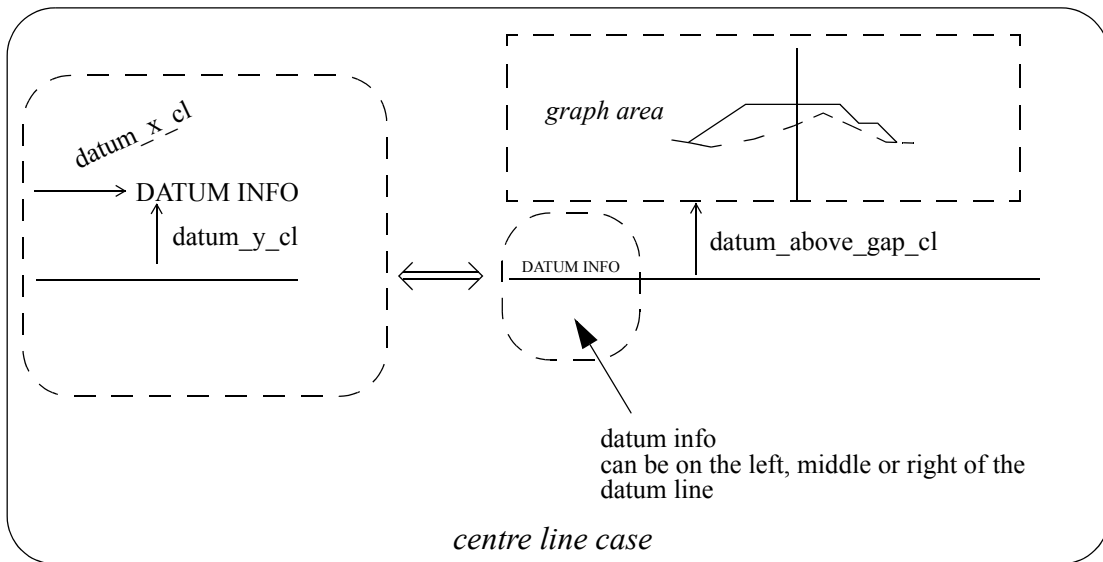 datum_x_cl
DATUM INFO
datum_y_cl
graph area
DATUM INFO
datum_above_gap_cl
datum info
can be on the left, middle or right of the
datum line
centre line case